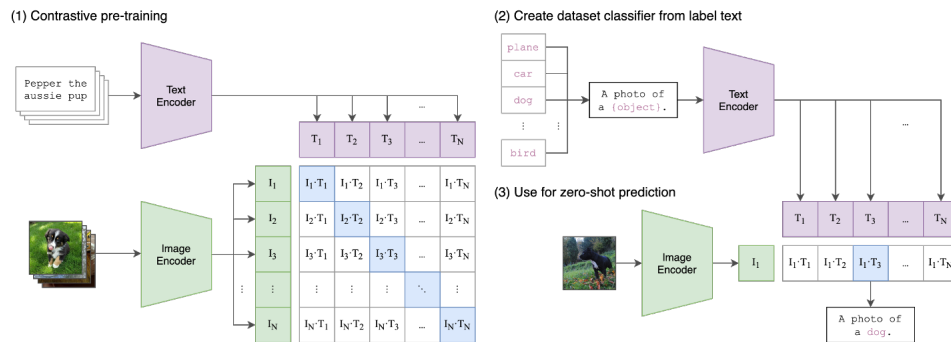 (1) Contrastive pre-training
Pepper the
aussie pup
Text
Encoder
...
T1 T2 T3 ... TN
I1 I1·T1 I1·T2 I1·T3 ... I1·TN
I2 I2·T1 I2·T2 I2·T3 ... I2·TN
Image
Encoder
I3 I3·T1 I3·T2 I3·T3 ... I3·TN
⋮ ⋮ ⋮ ⋮ ⋮ ⋱ ⋮
IN IN·T1 IN·T2 IN·T3 ... IN·TN
(2) Create dataset classifier from label text
plane
car
dog
⋮
bird
A photo of
a {object}.
Text
Encoder
...
(3) Use for zero-shot prediction
T1 T2 T3 ... TN
Image
Encoder
I1 I1·T1 I1·T2 I1·T3 ... I1·TN
A photo of
a dog.